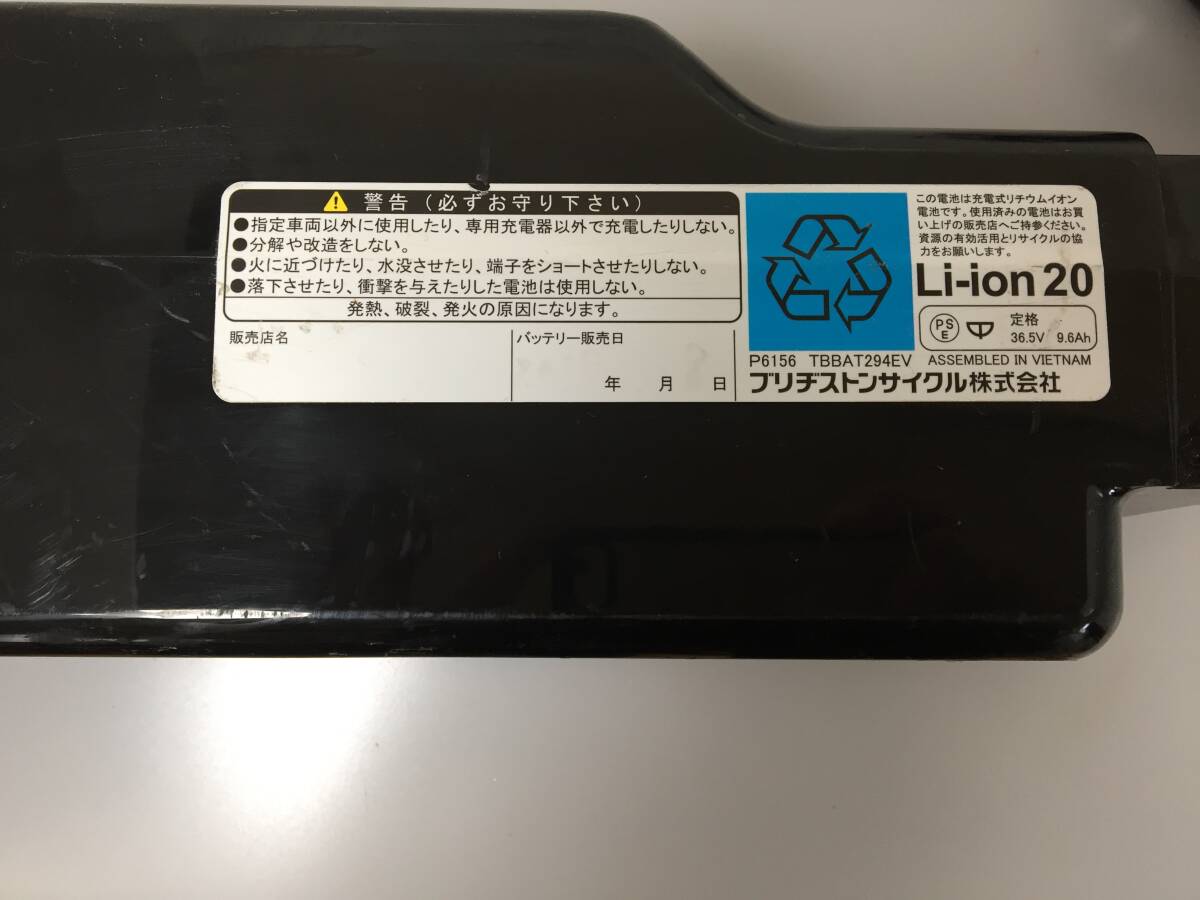 警告（必ずお守り下さい）
●指定車両以外に使用したり、専用充電器以外で充電したりしない。
●分解や改造をしない。
●火に近づけたり、水没させたり、端子をショートさせたりしない。
●落下させたり、衝撃を与えたりした電池は使用しない。
発熱、破裂、発火の原因になります。
販売店名
バッテリー販売日
年 月 日
この電池は充電式リチウムイオン
電池です。使用済みの電池はお買
い上げの販売店へご持参ください。
資源の有効活用とリサイクルの協
力をお願いします。
Li-ion 20
PS
E
定格
36.5V 9.6Ah
P6156 TBBAT294EV ASSEMBLED IN VIETNAM
ブリヂストンサイクル株式会社